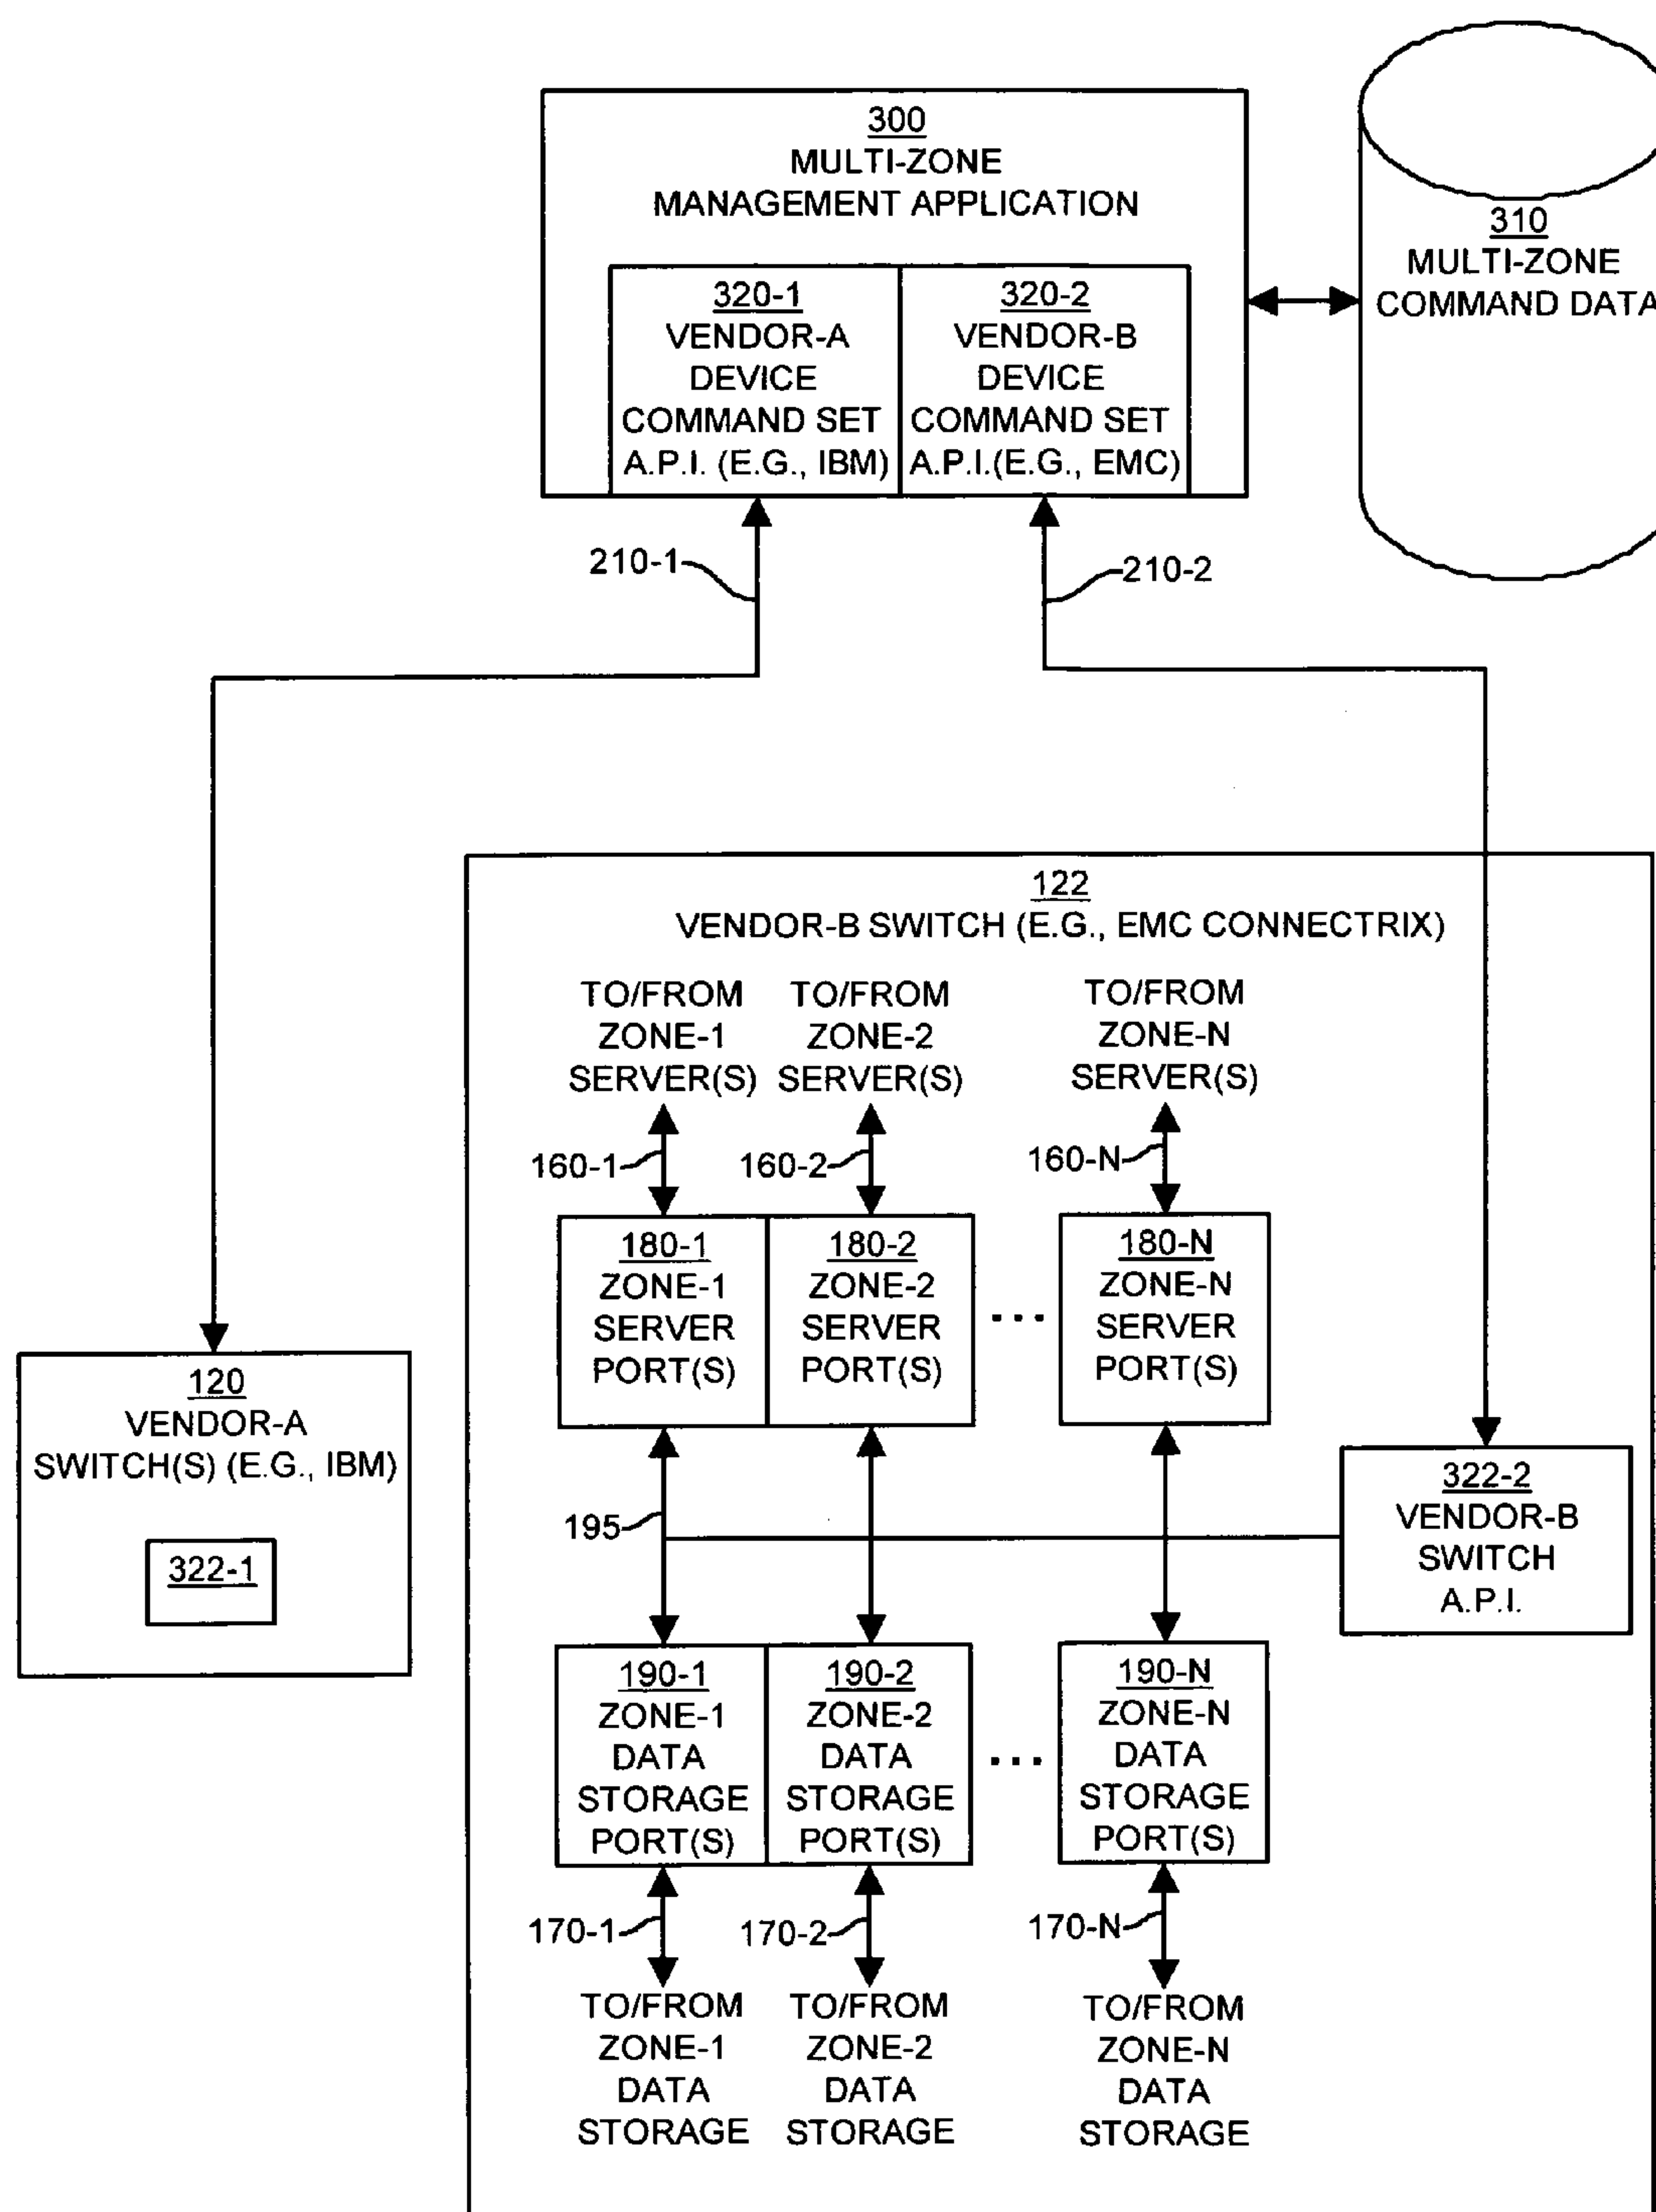 300
MULTI-ZONE
MANAGEMENT APPLICATION
320-1
VENDOR-A
DEVICE
COMMAND SET
A.P.I. (E.G., IBM)
320-2
VENDOR-B
DEVICE
COMMAND SET
A.P.I.(E.G., EMC)
310
MULTI-ZONE
COMMAND DATA
210-1
210-2
122
VENDOR-B SWITCH (E.G., EMC CONNECTRIX)
TO/FROM
ZONE-1
SERVER(S)
TO/FROM
ZONE-2
SERVER(S)
TO/FROM
ZONE-N
SERVER(S)
160-1
160-2
160-N
180-1
ZONE-1
SERVER
PORT(S)
180-2
ZONE-2
SERVER
PORT(S)
...
180-N
ZONE-N
SERVER
PORT(S)
120
VENDOR-A
SWITCH(S) (E.G., IBM)
322-1
195
322-2
VENDOR-B
SWITCH
A.P.I.
190-1
ZONE-1
DATA
STORAGE
PORT(S)
190-2
ZONE-2
DATA
STORAGE
PORT(S)
...
190-N
ZONE-N
DATA
STORAGE
PORT(S)
170-1
170-2
170-N
TO/FROM
ZONE-1
DATA
STORAGE
TO/FROM
ZONE-2
DATA
STORAGE
TO/FROM
ZONE-N
DATA
STORAGE